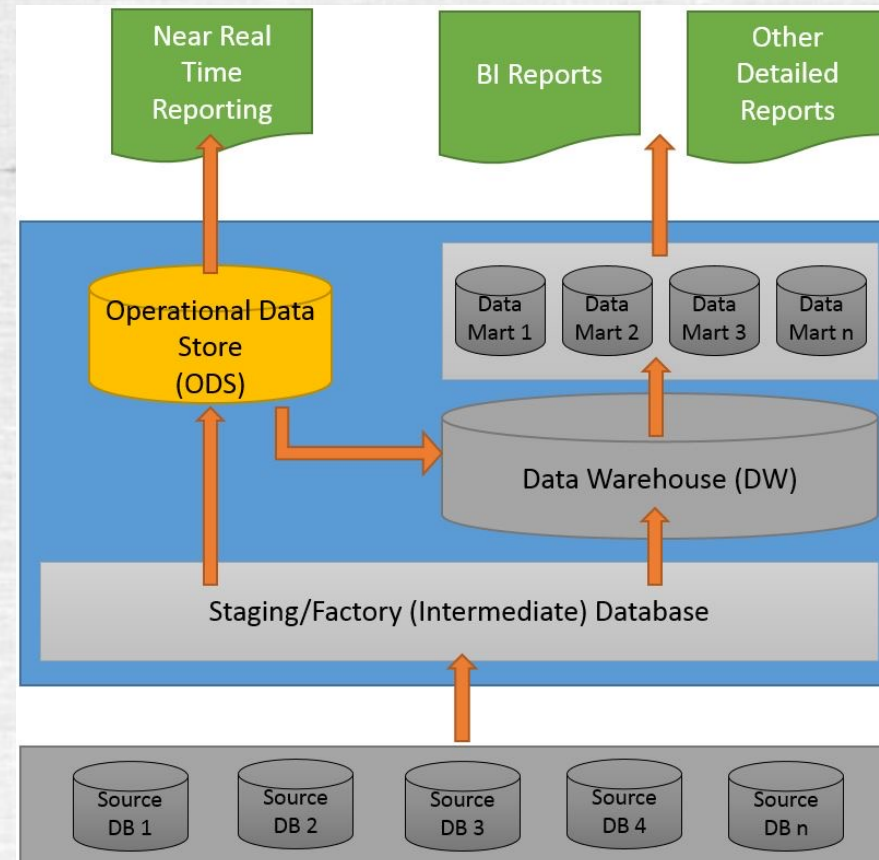 Near Real
Time
Reporting
BI Reports
Other
Detailed
Reports
Operational Data
Store
(ODS)
Data
Mart 1
Data
Mart 2
Data
Mart 3
Data
Mart n
Data Warehouse (DW)
Staging/Factory (Intermediate) Database
Source
DB 1
Source
DB 2
Source
DB 3
Source
DB 4
Source
DB n